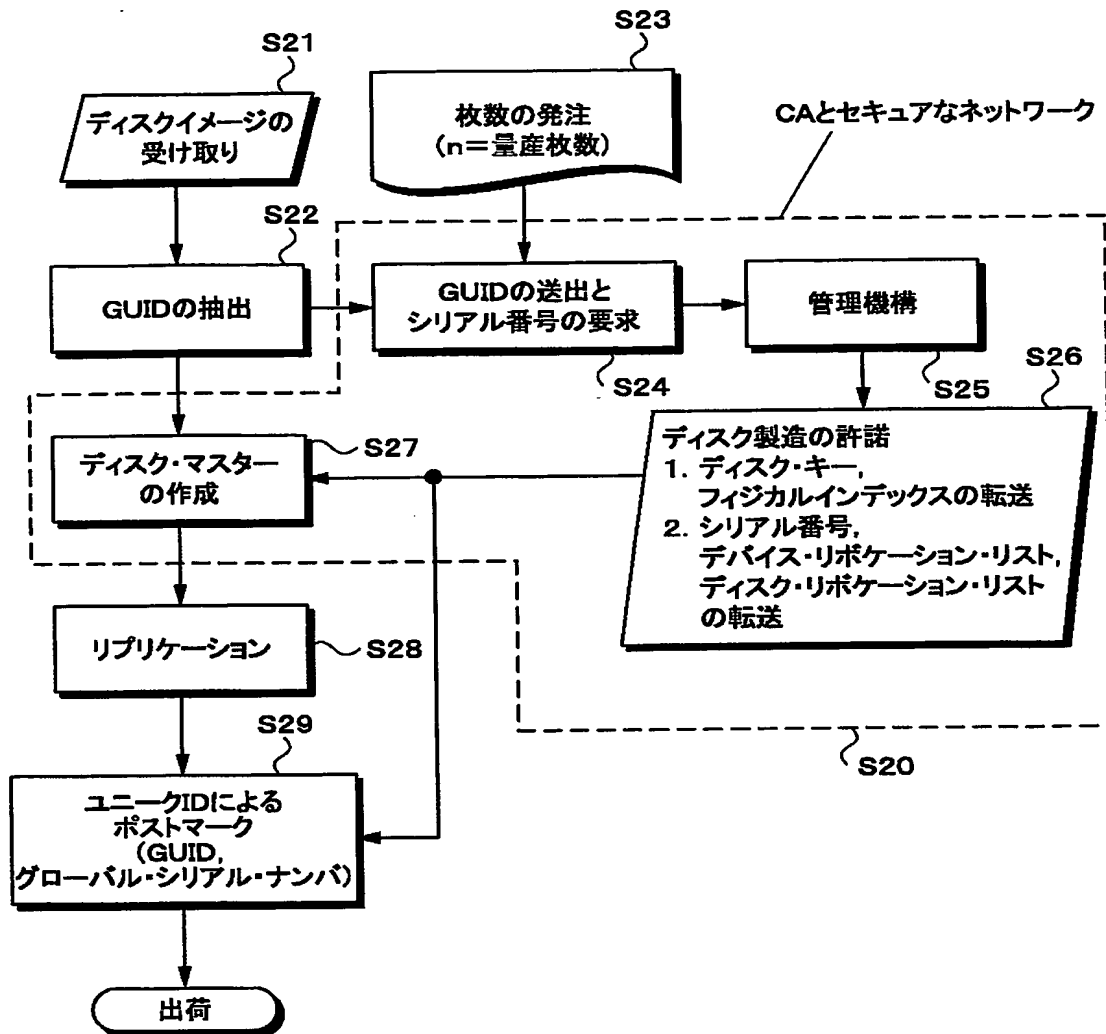 S21
ディスクイメージの
受け取り
S23
枚数の発注
(n=量産枚数)
CAとセキュアなネットワーク
S22
GUIDの抽出
GUIDの送出と
シリアル番号の要求
S24
管理機構
S25
S26
ディスク製造の許諾
1. ディスク・キー,
フィジカルインデックスの転送
2. シリアル番号,
デバイス・リボケーション・リスト,
ディスク・リボケーション・リスト
の転送
S27
ディスク・マスター
の作成
リプリケーション
S28
S20
S29
ユニークIDによる
ポストマーク
(GUID,
グローバル・シリアル・ナンバ)
出荷